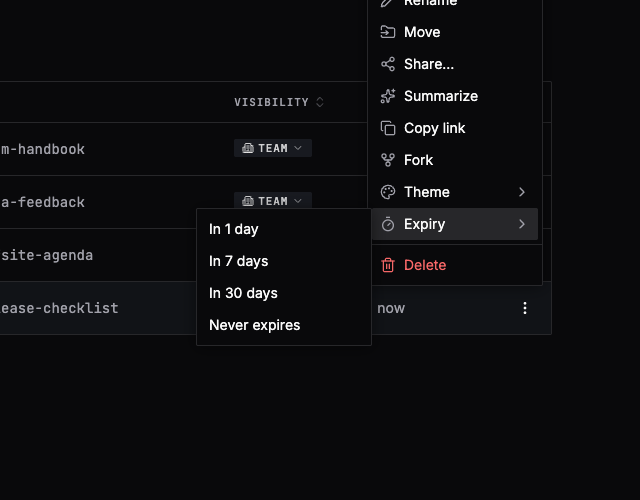 Rename
Move
Share...
Summarize
Copy link
Fork
Theme
Expiry
Delete
VISIBILITY
m-handbook
TEAM
a-feedback
TEAM
site-agenda
ease-checklist
now
In 1 day
In 7 days
In 30 days
Never expires